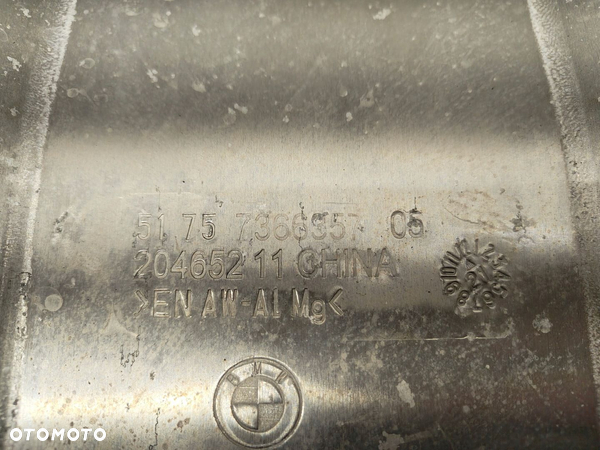 51 75 7366357 05
20465211 CHINA
>EN AW-AL Mg<
BMW
OTOMOTO